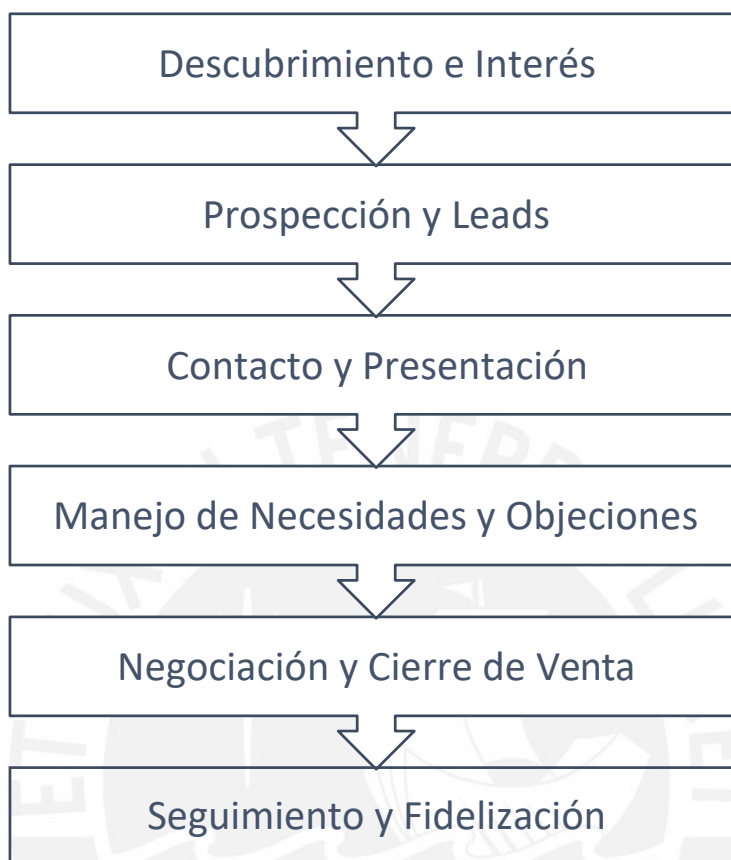 Descubrimiento e Interés
Prospección y Leads
Contacto y Presentación
Manejo de Necesidades y Objeciones
Negociación y Cierre de Venta
Seguimiento y Fidelización